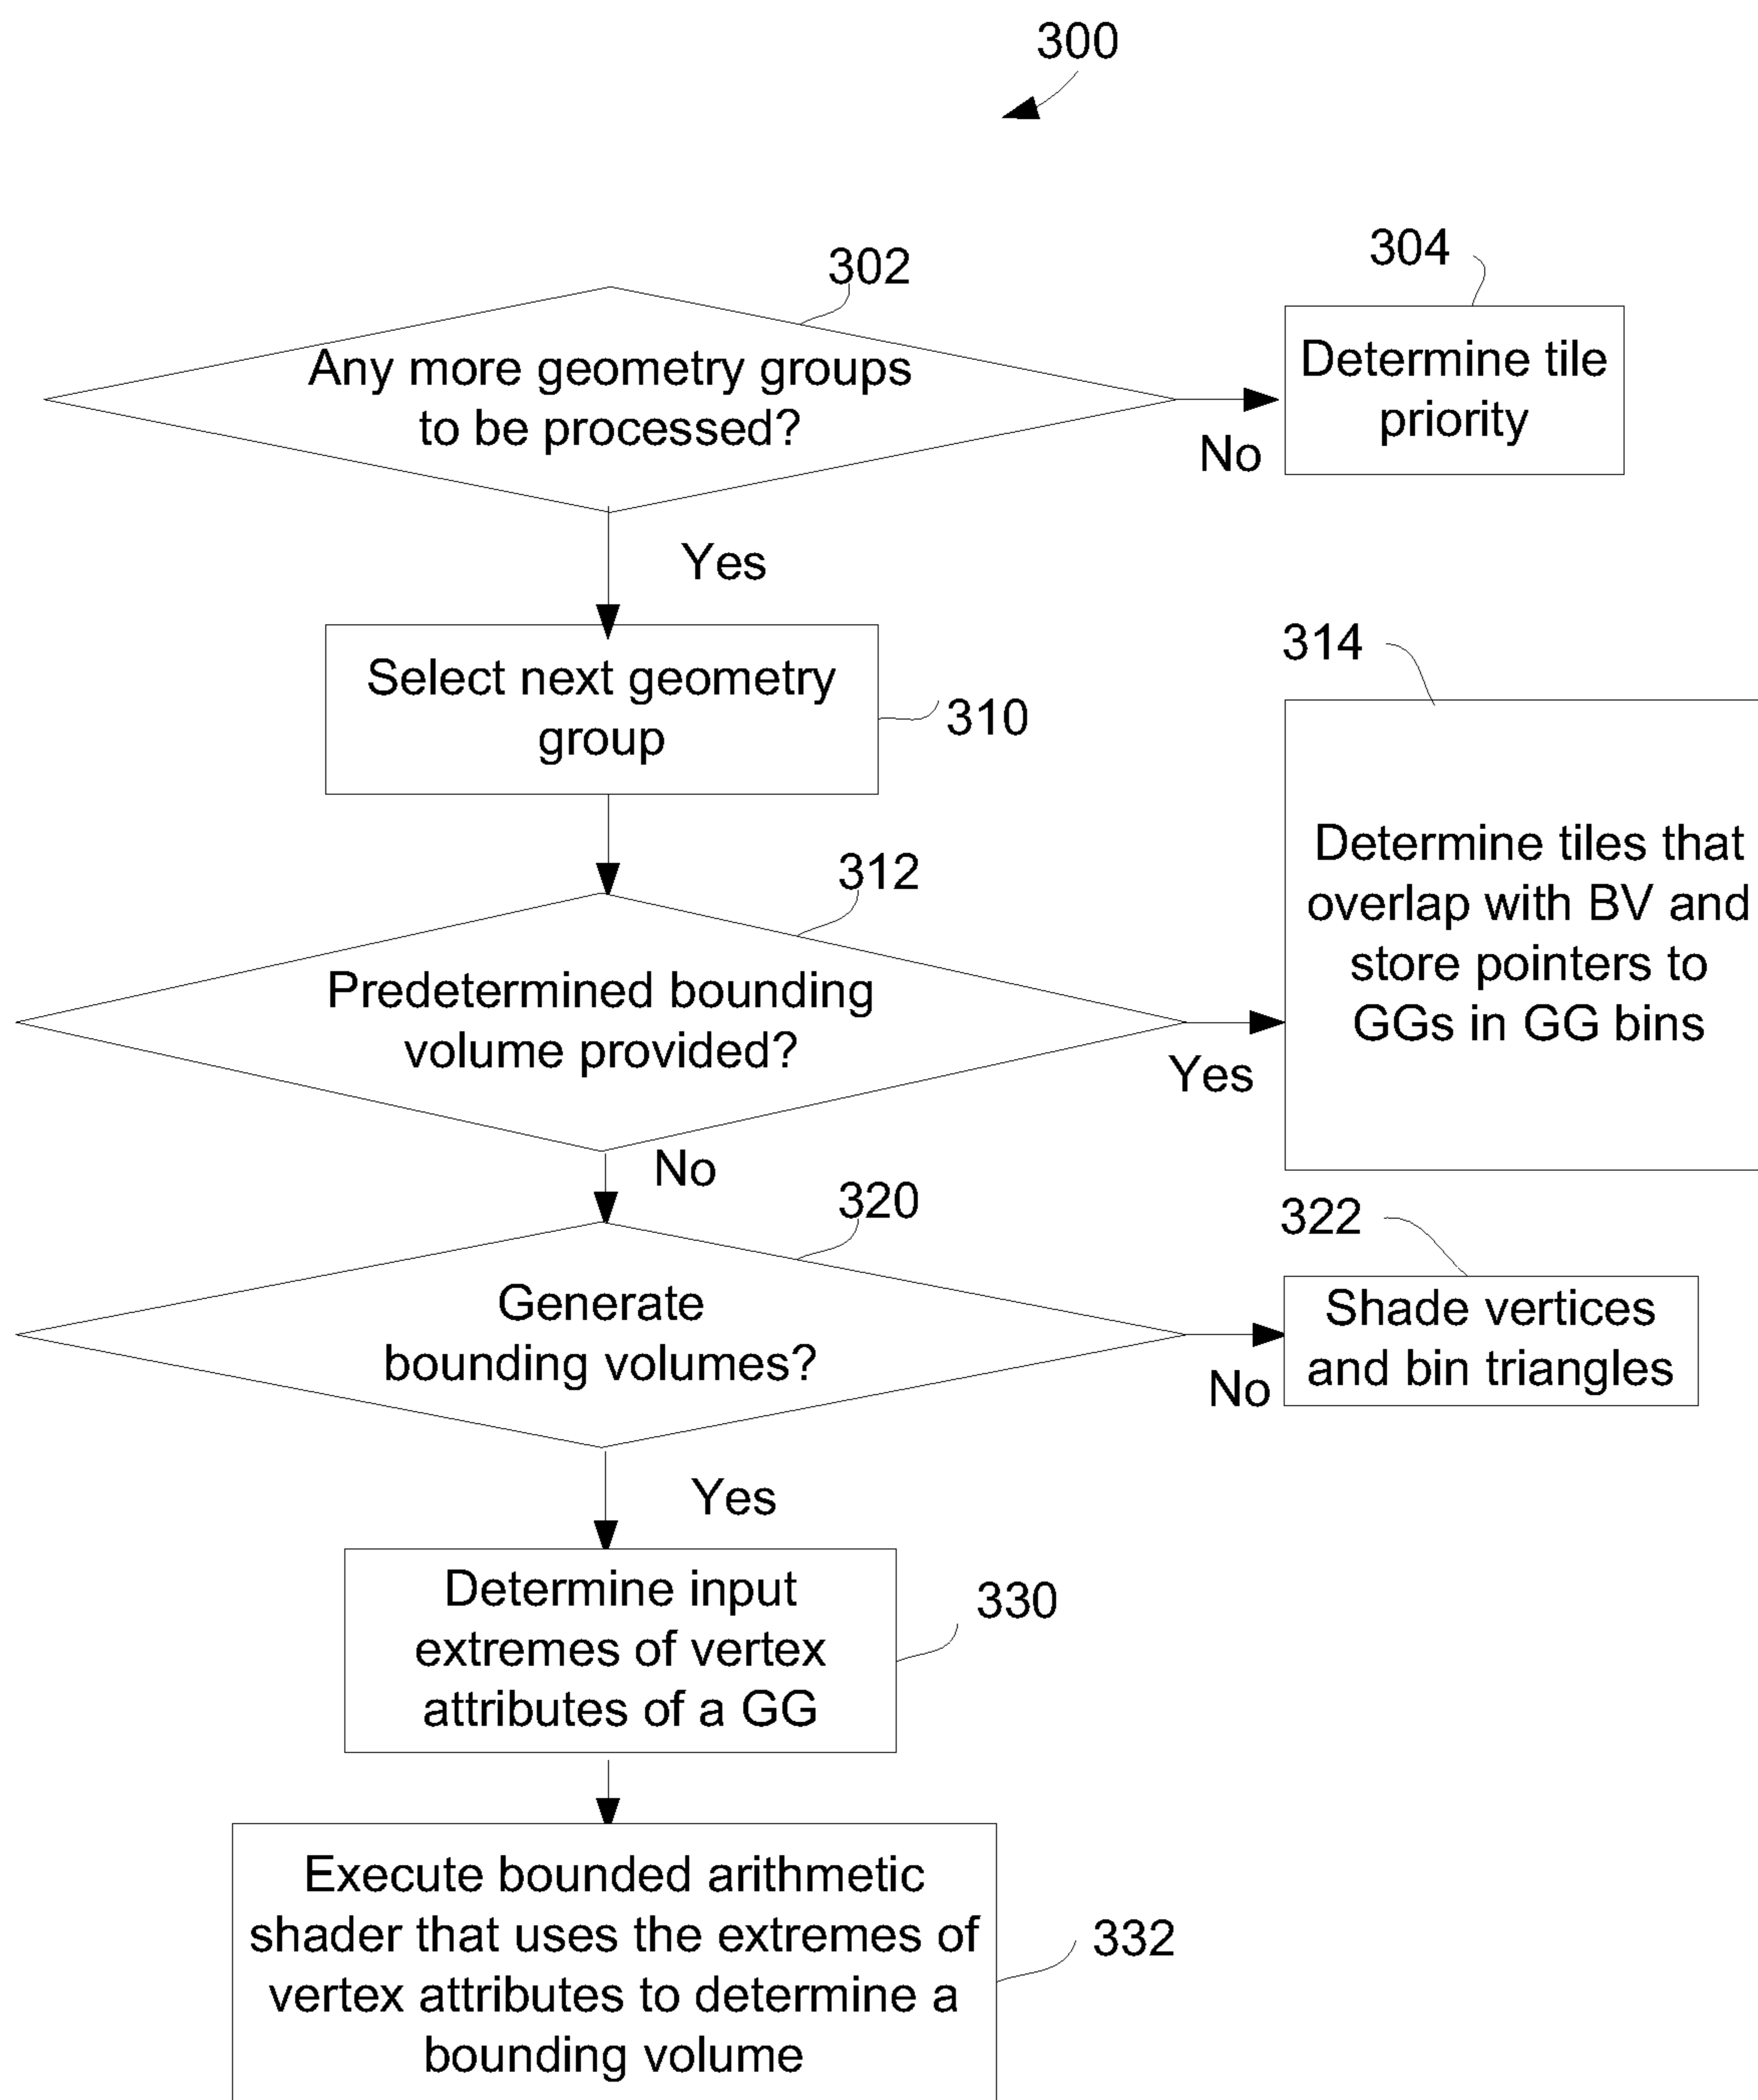 300
302
304
Any more geometry groups
to be processed?
Determine tile
priority
No
Yes
Select next geometry
group
310
314
312
Predetermined bounding
volume provided?
Determine tiles that
overlap with BV and
store pointers to
GGs in GG bins
Yes
No
320
322
Generate
bounding volumes?
Shade vertices
and bin triangles
No
Yes
Determine input
extremes of vertex
attributes of a GG
330
Execute bounded arithmetic
shader that uses the extremes of
vertex attributes to determine a
bounding volume
332